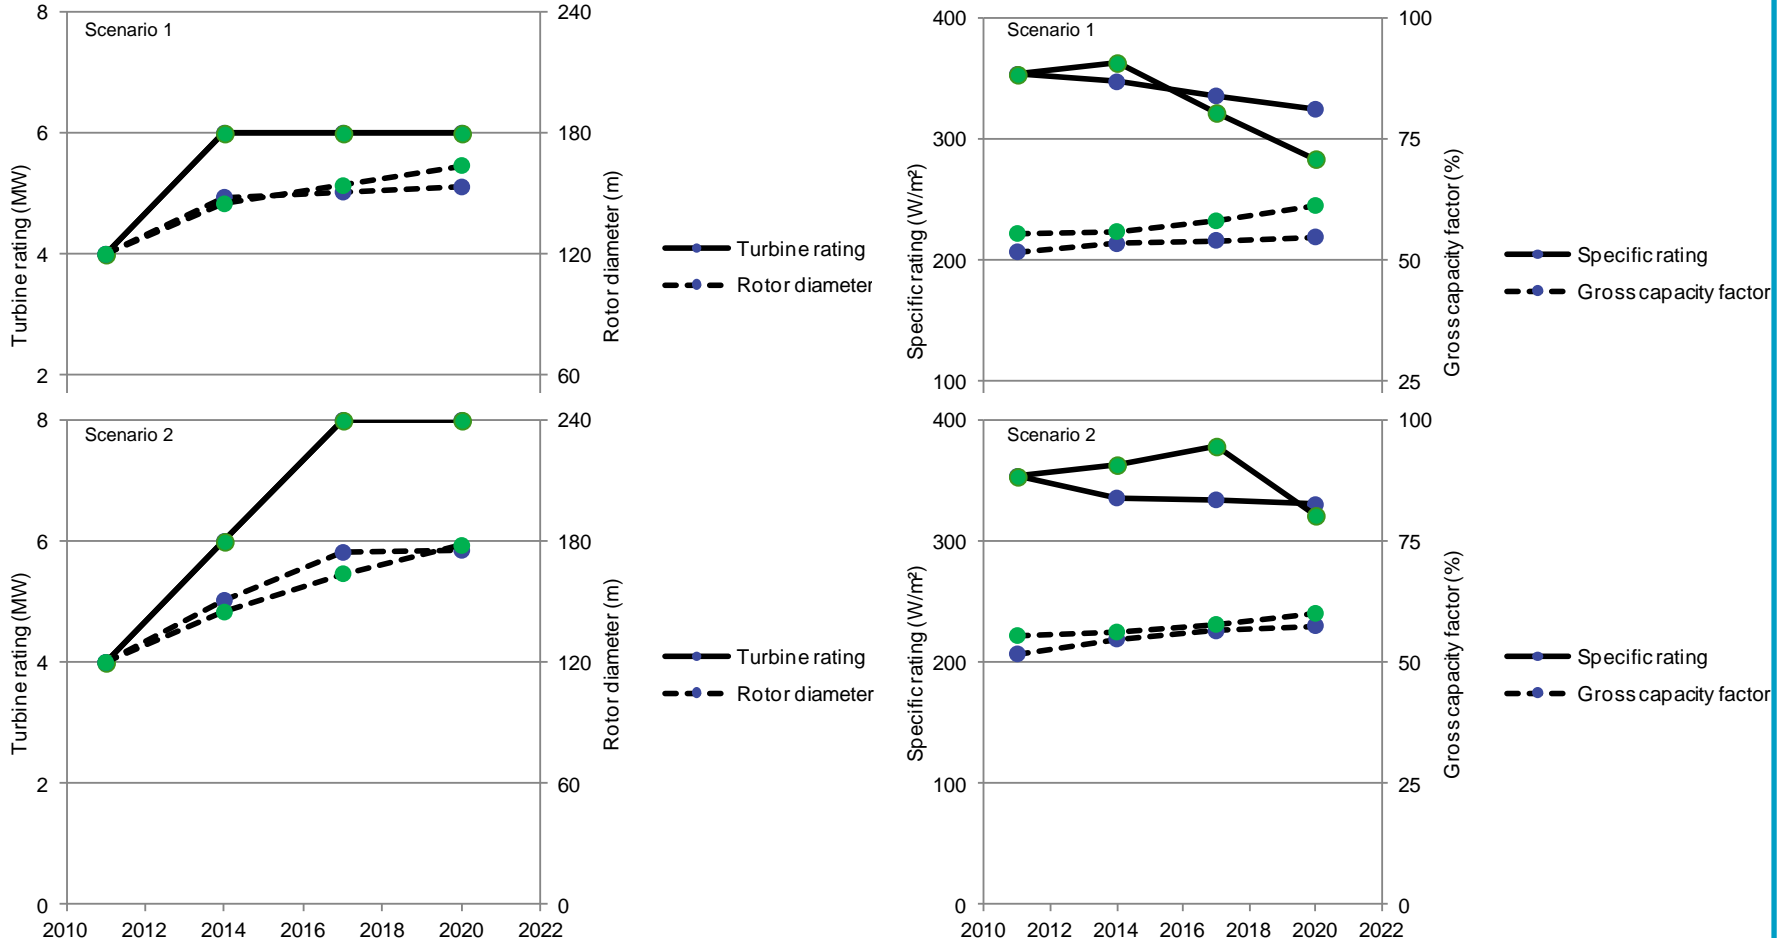 Scenario 1
8
6
4
2
Turbine rating (MW)
240
180
120
60
Rotor diameter (m)
Turbine rating
Rotor diameter
Scenario 1
400
300
200
100
Specific rating (W/m²)
100
75
50
25
Gross capacity factor (%)
Specific rating
Gross capacity factor
Scenario 2
8
6
4
2
0
Turbine rating (MW)
240
180
120
60
0
Rotor diameter (m)
2010 2012 2014 2016 2018 2020 2022
Turbine rating
Rotor diameter
Scenario 2
400
300
200
100
0
Specific rating (W/m²)
100
75
50
25
0
Gross capacity factor (%)
2010 2012 2014 2016 2018 2020 2022
Specific rating
Gross capacity factor